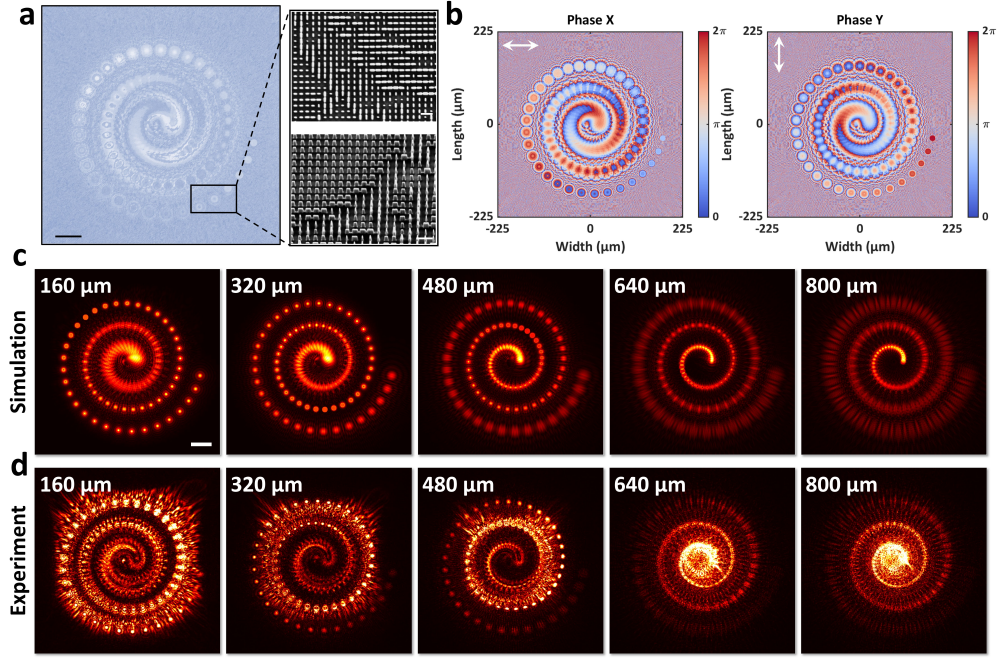 a
b
Phase X
Phase Y
225
0
-225
-225
0
225
Length (µm)
Width (µm)
2π
π
0
225
0
-225
-225
0
225
Length (µm)
Width (µm)
2π
π
0
c
Simulation
160 µm
320 µm
480 µm
640 µm
800 µm
d
Experiment
160 µm
320 µm
480 µm
640 µm
800 µm